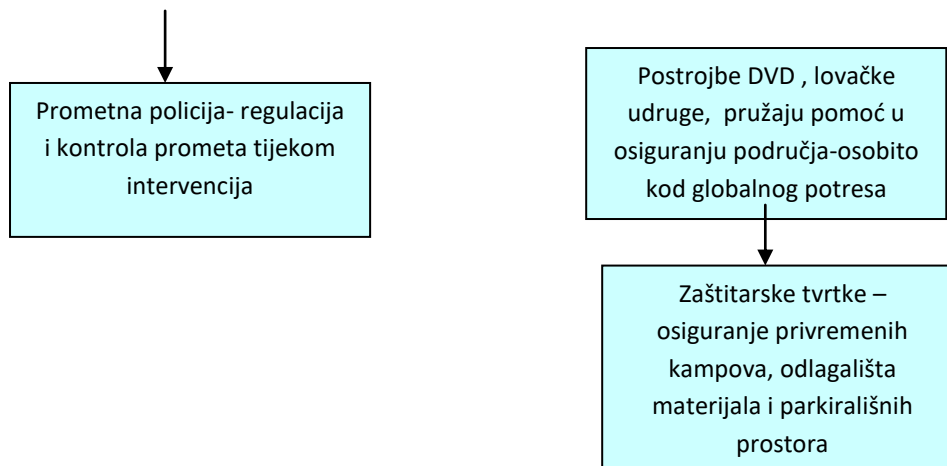 Prometna policija- regulacija
i kontrola prometa tijekom
intervencija
Postrojbe DVD , lovačke
udruge, pružaju pomoć u
osiguranju područja-osobito
kod globalnog potresa
Zaštitarske tvrtke –
osiguranje privremenih
kampova, odlagališta
materijala i parkirališnih
prostora